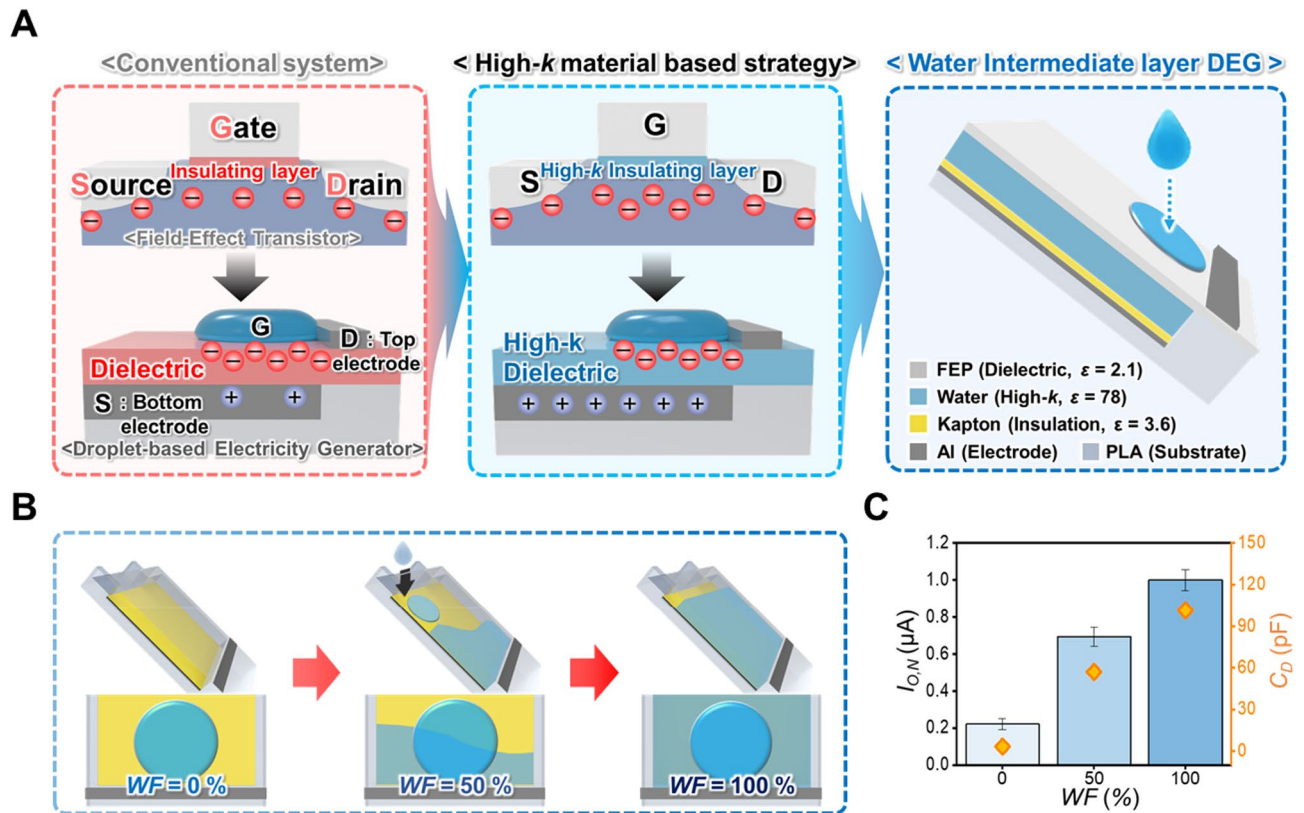 A
<Conventional system>
< High-k material based strategy>
< Water Intermediate layer DEG >
Gate
Insulating layer
Source
Drain
<Field-Effect Transistor>
G
D : Top
electrode
Dielectric
S : Bottom
electrode
<Droplet-based Electricity Generator>
G
High-k Insulating layer
S
D
G
High-k
Dielectric
FEP (Dielectric, ε = 2.1)
Water (High-k, ε = 78)
Kapton (Insulation, ε = 3.6)
Al (Electrode)
PLA (Substrate)
B
WF = 0 %
WF = 50 %
WF = 100 %
C
1.2
1.0
0.8
0.6
0.4
0.2
0.0
I_O,N (μA)
150
120
90
60
30
0
C_D (pF)
0
50
100
WF (%)